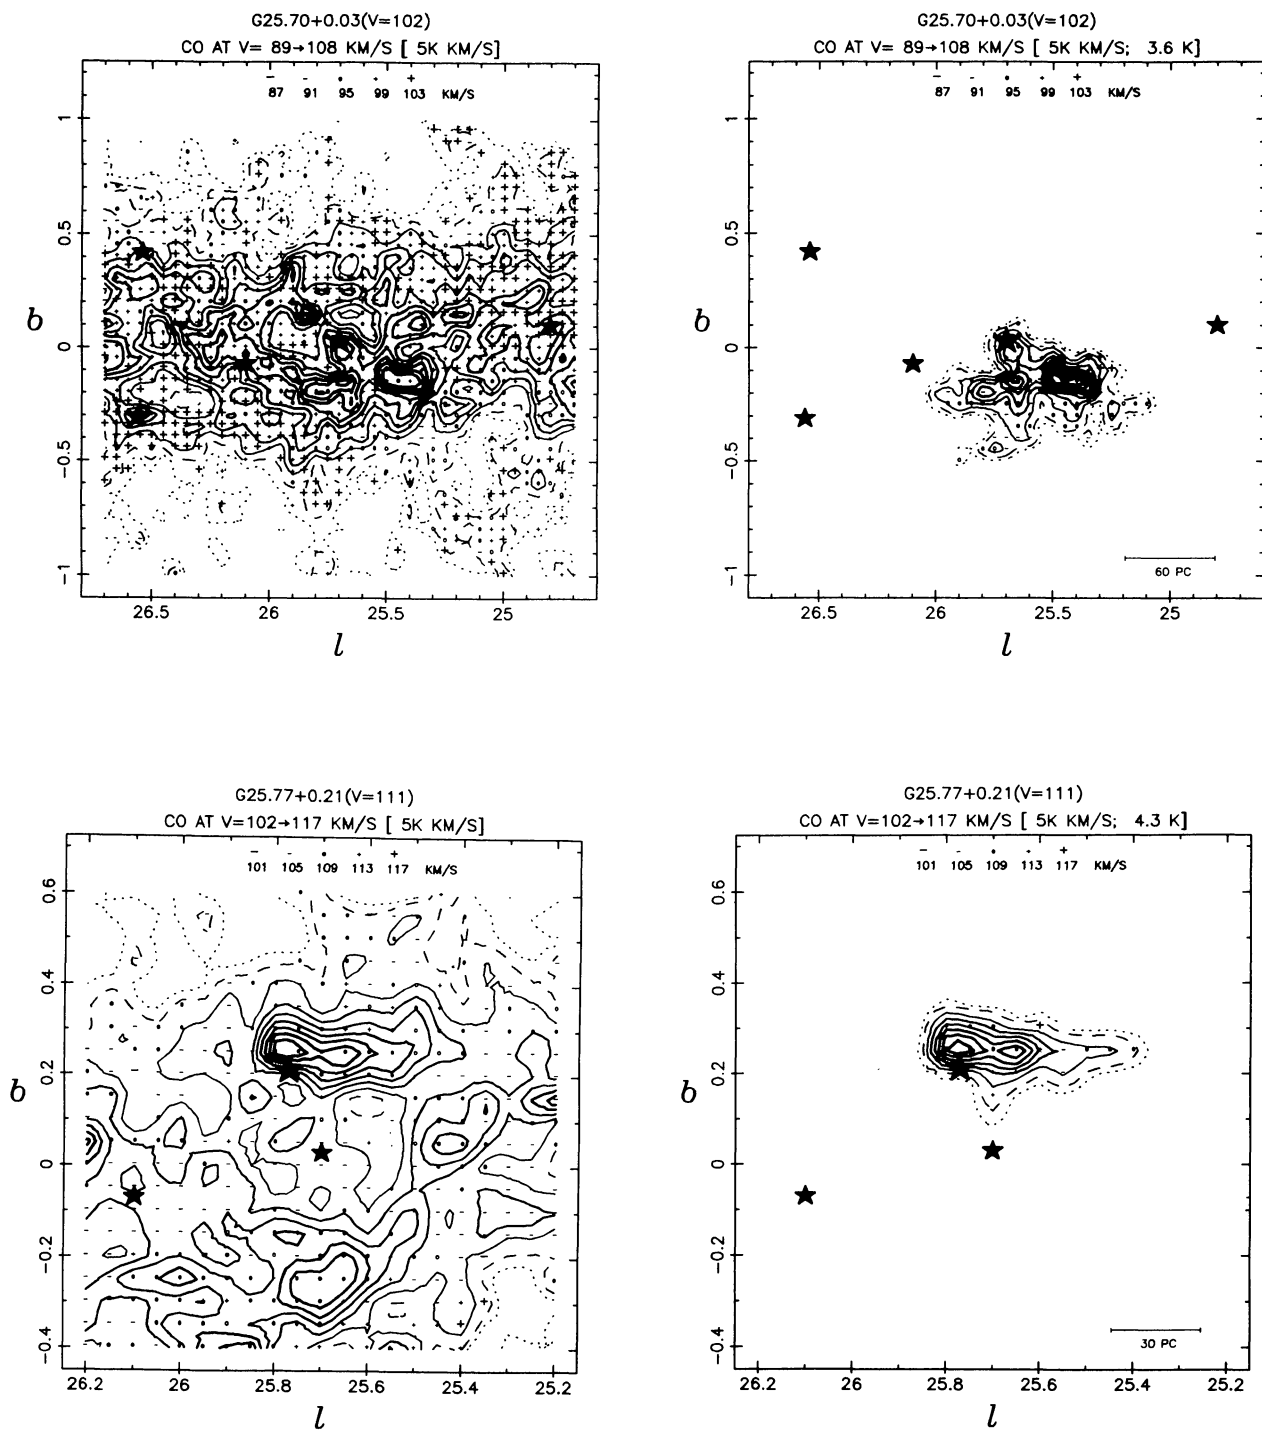 G25.70+0.03(V=102)
CO AT V= 89→108 KM/S [ 5K KM/S]
87 91 95 99 103 KM/S
1
0.5
b
0
−0.5
−1
26.5 26 25.5 25
l
G25.70+0.03(V=102)
CO AT V= 89→108 KM/S [ 5K KM/S; 3.6 K]
87 91 95 99 103 KM/S
1
0.5
b
0
−0.5
−1
60 PC
26.5 26 25.5 25
l
G25.77+0.21(V=111)
CO AT V=102→117 KM/S [ 5K KM/S]
101 105 109 113 117 KM/S
0.6
0.4
0.2
b
0
−0.2
−0.4
26.2 26 25.8 25.6 25.4 25.2
l
G25.77+0.21(V=111)
CO AT V=102→117 KM/S [ 5K KM/S; 4.3 K]
101 105 109 113 117 KM/S
0.6
0.4
0.2
b
0
−0.2
−0.4
30 PC
26.2 26 25.8 25.6 25.4 25.2
l